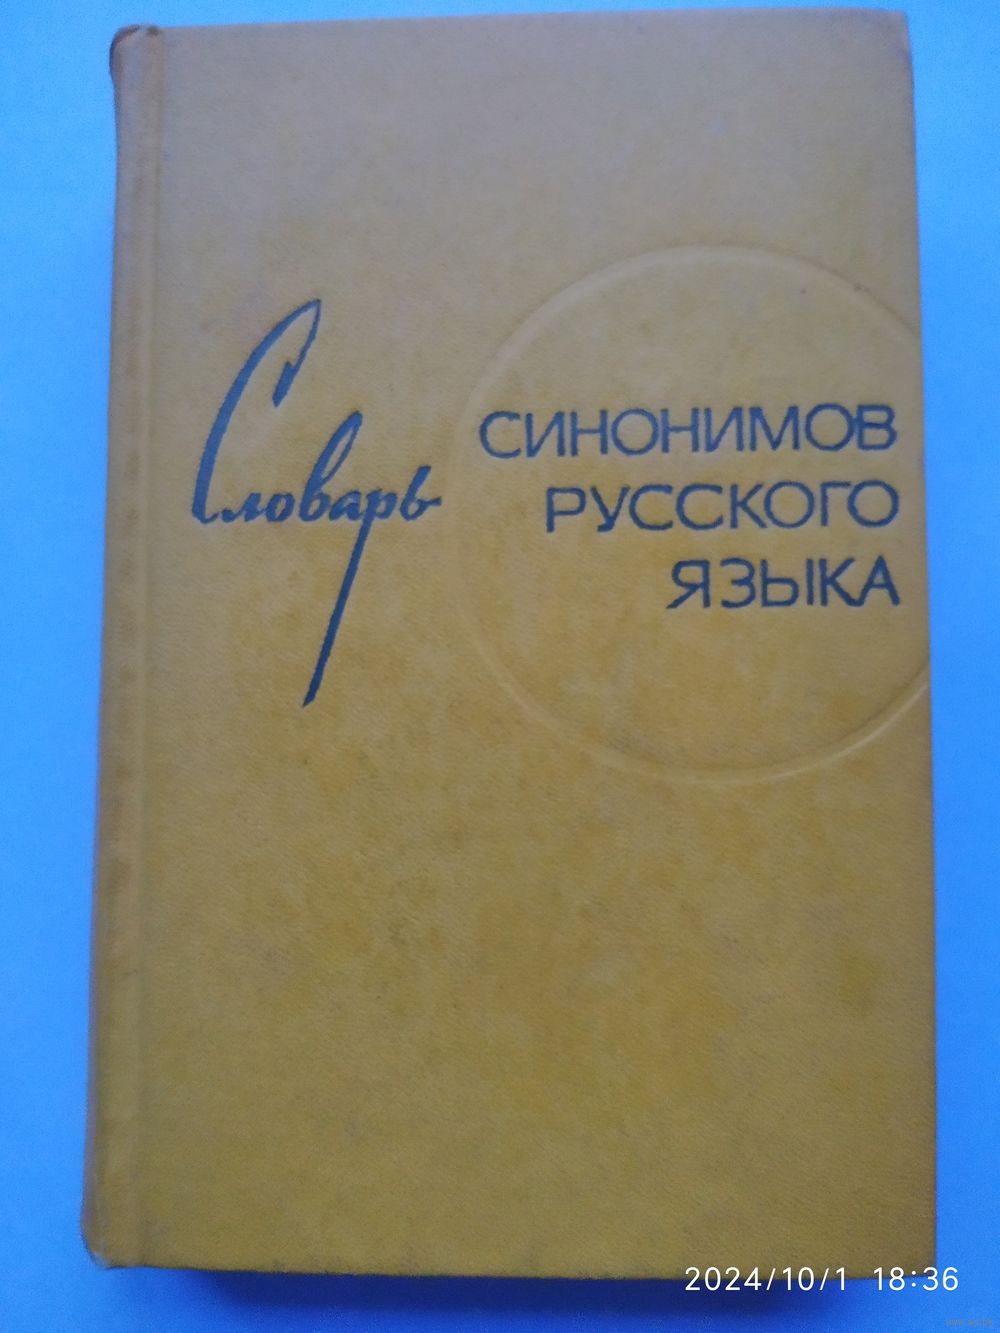 Словарь
СИНОНИМОВ
РУССКОГО
ЯЗЫКА
2024/10/1 18:36